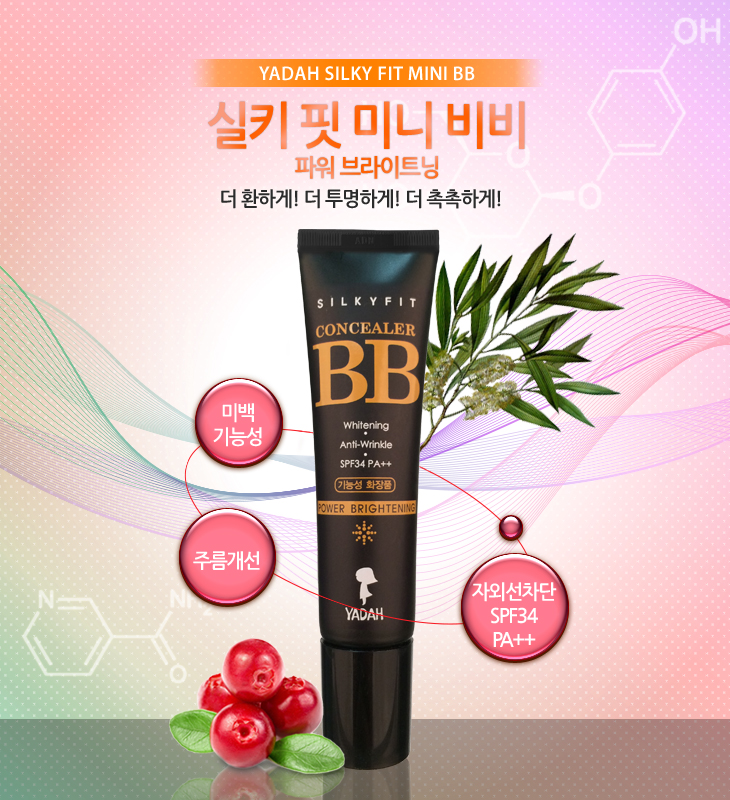 YADAH SILKY FIT MINI BB
실키 핏 미니 비비
파워 브라이트닝
더 환하게! 더 투명하게! 더 촉촉하게!
OH
O
O
SILKYFIT
CONCEALER
BB
Whitening
Anti-Wrinkle
SPF34 PA++
기능성 화장품
POWER BRIGHTENING
YADAH
미백
기능성
주름개선
자외선차단
SPF34
PA++
N
NH2
O